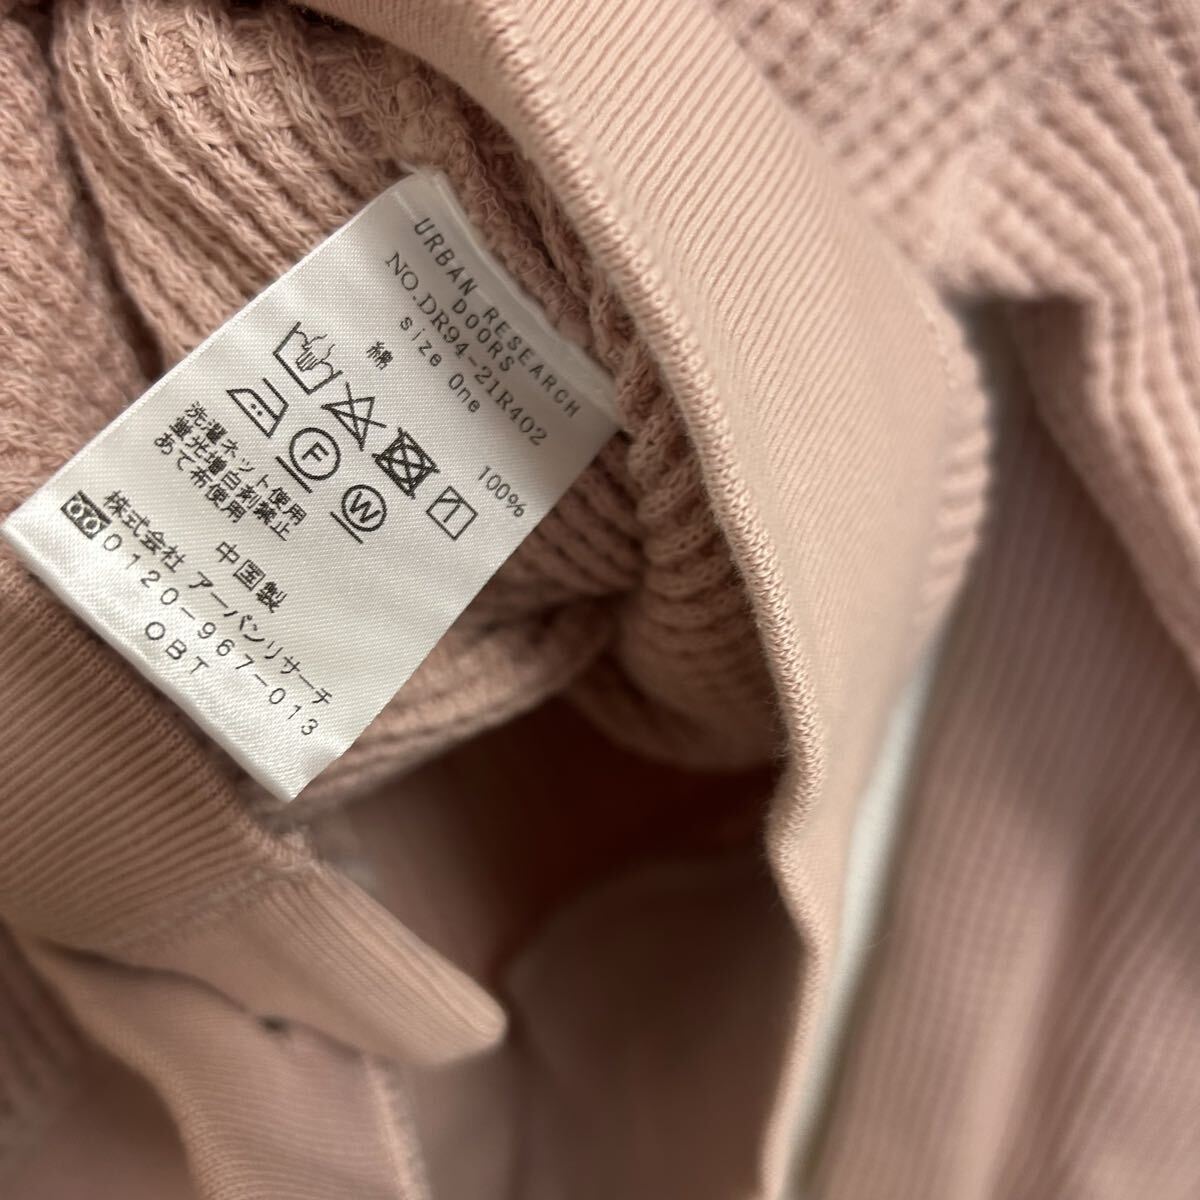 URBAN RESEARCH
DOORS
NO.DR94-21R402
size One
綿 100%
F
W
洗濯ネット使用
蛍光増白剤禁止
あて布使用
中国製
株式会社 アーバンリサーチ
0120-967-013
OBT